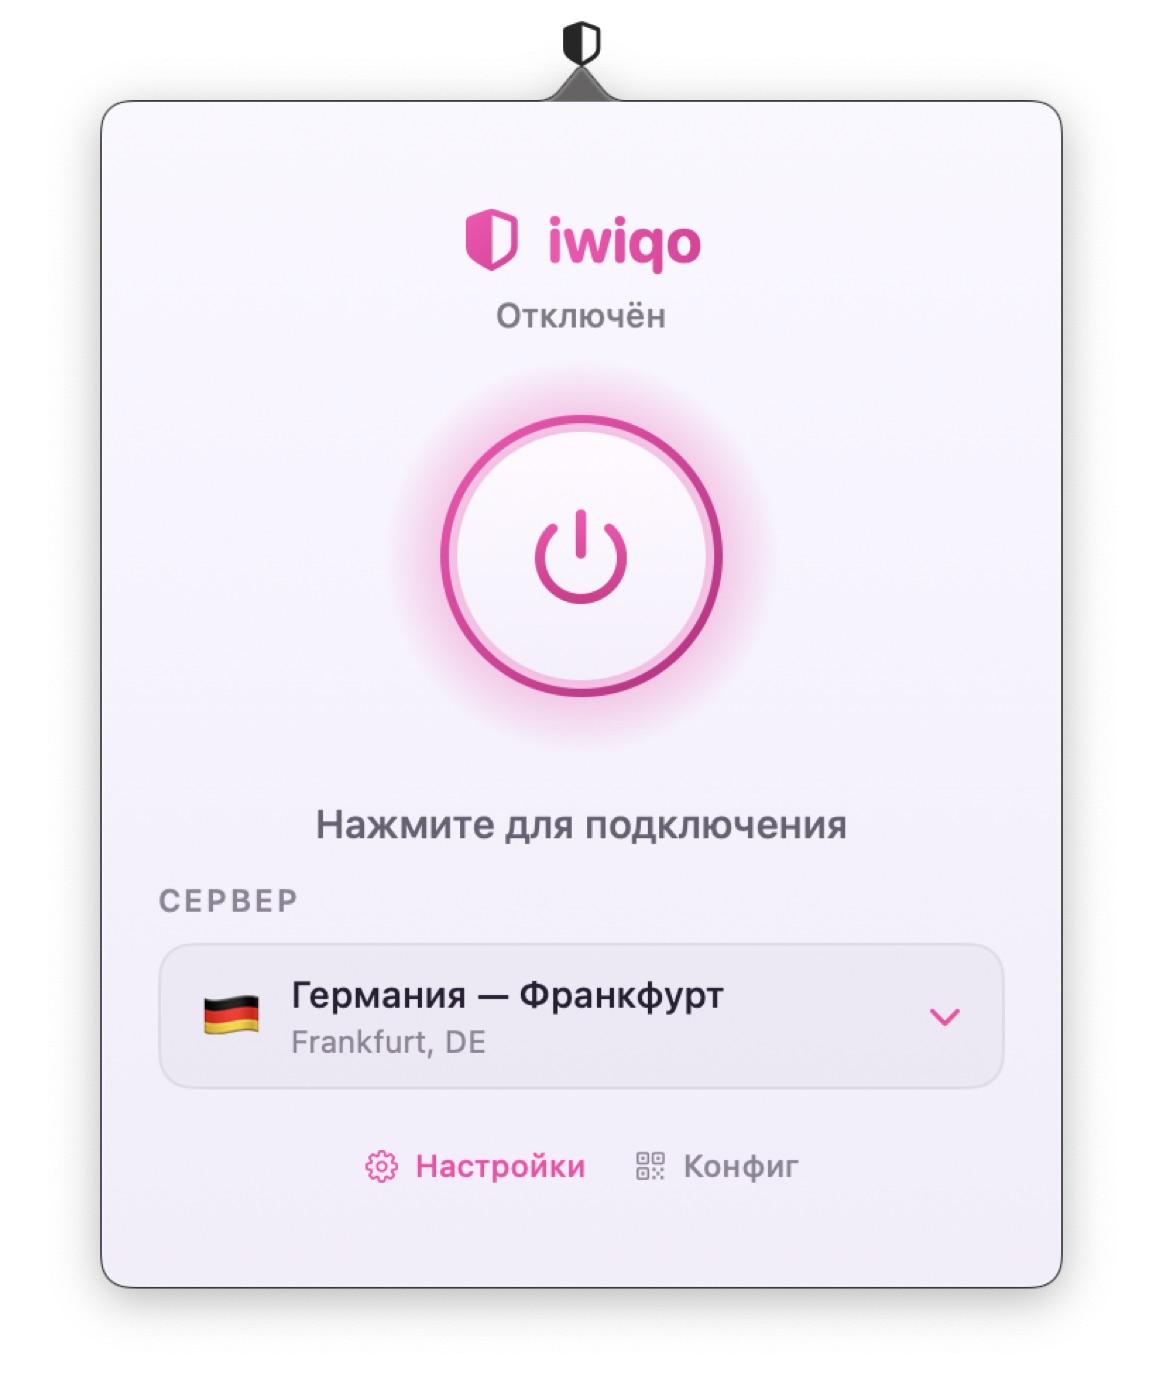 iwiqo
Отключён
Нажмите для подключения
СЕРВЕР
Германия — Франкфурт
Frankfurt, DE
Настройки
Конфиг